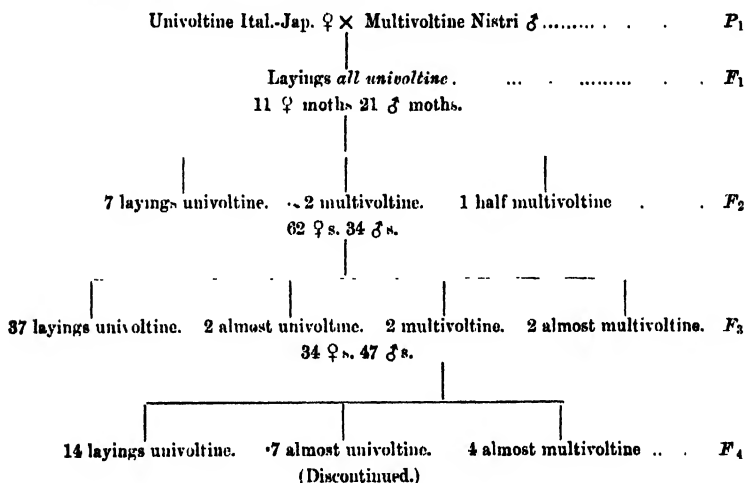 Univoltine Ital.-Jap. ♀ × Multivoltine Nistri ♂.......... . . P₁
Layings all univoltine . ... . ......... . . F₁
11 ♀ moths 21 ♂ moths.
7 layings univoltine. 2 multivoltine. 1 half multivoltine . . F₂
62 ♀s. 34 ♂s.
37 layings univoltine. 2 almost univoltine. 2 multivoltine. 2 almost multivoltine. F₃
34 ♀s. 47 ♂s.
14 layings univoltine. 7 almost univoltine. 4 almost multivoltine .. . F₄
(Discontinued.)